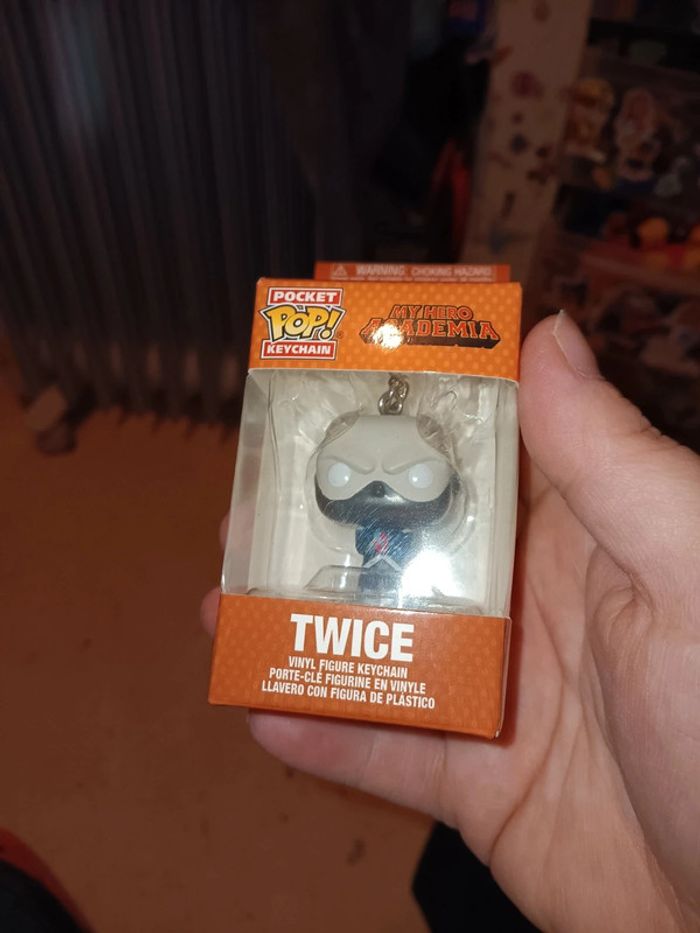 ⚠ WARNING: CHOKING HAZARD
POCKET
POP!
KEYCHAIN
MY HERO
ACADEMIA
TWICE
VINYL FIGURE KEYCHAIN
PORTE-CLÉ FIGURINE EN VINYLE
LLAVERO CON FIGURA DE PLÁSTICO